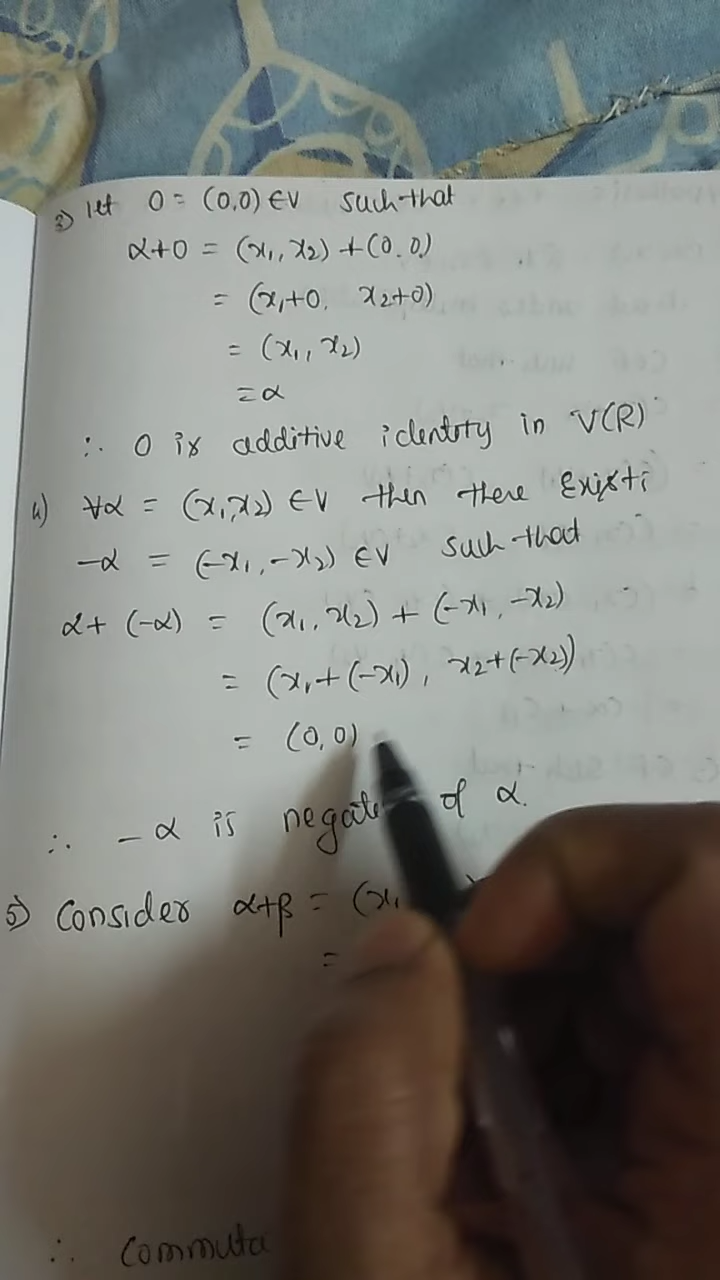 3) let 0 = (0,0) ∈V such that
α+0 = (x₁, x₂) + (0,0)
= (x₁+0, x₂+0)
= (x₁, x₂)
= α
∴ 0 is additive identity in V(R)
4) ∀α = (x₁,x₂) ∈V then there exist;
-α = (-x₁, -x₂) ∈V such that
α+ (-α) = (x₁, x₂) + (-x₁, -x₂)
= (x₁+(-x₁), x₂+(-x₂))
= (0,0)
∴ -α is of α.
5) Consider α+β = (x₁
=
∴